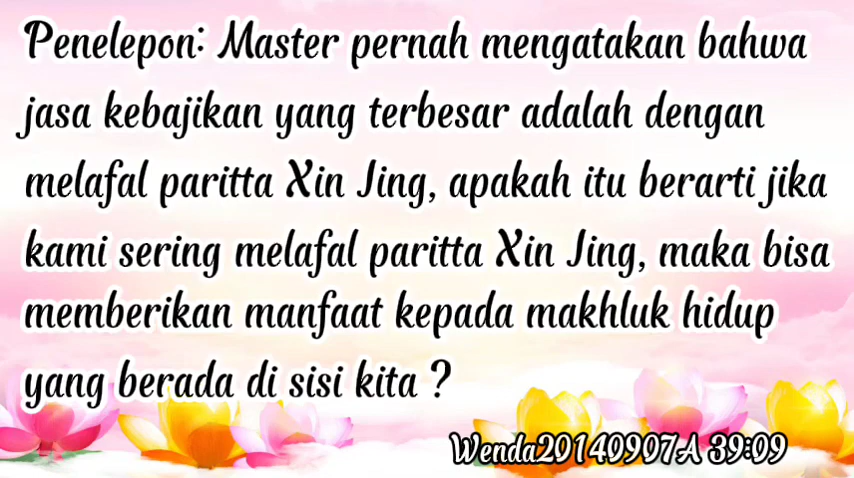 Penelepon: Master pernah mengatakan bahwa
jasa kebajikan yang terbesar adalah dengan
melafal paritta Xin Jing, apakah itu berarti jika
kami sering melafal paritta Xin Jing, maka bisa
memberikan manfaat kepada makhluk hidup
yang berada di sisi kita ?
Wenda20140907A 39:09